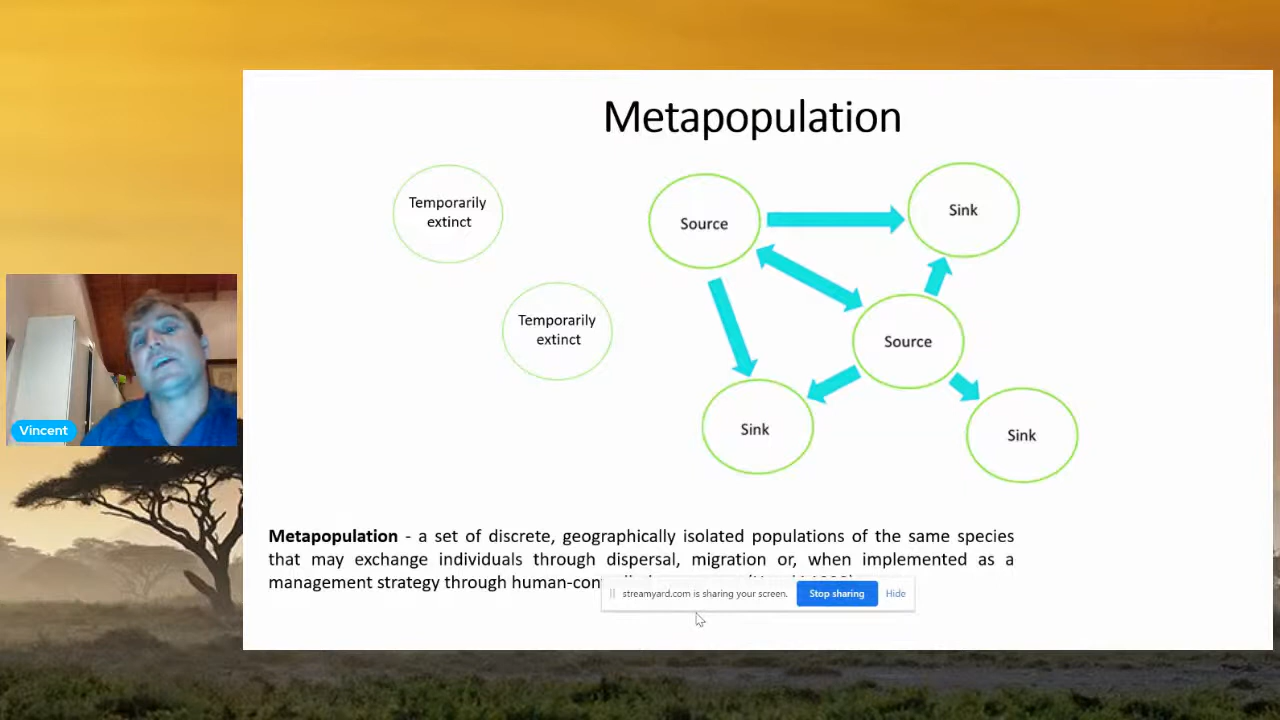 Metapopulation
Temporarily
extinct
Source
Sink
Temporarily
extinct
Source
Sink
Sink
Vincent
Metapopulation - a set of discrete, geographically isolated populations of the same species
that may exchange individuals through dispersal, migration or, when implemented as a
management strategy through
streamyard.com is sharing your screen.
Stop sharing
Hide